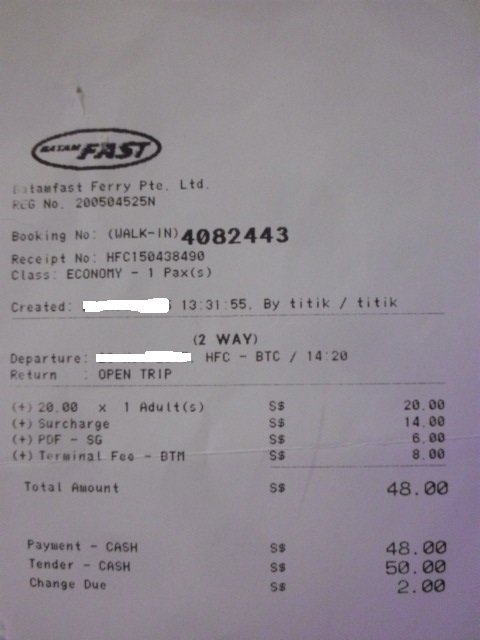 BATAM FAST
Batamfast Ferry Pte. Ltd.
REG No. 200504525N
Booking No: (WALK-IN) 4082443
Receipt No: HFC150438490
Class: ECONOMY - 1 Pax(s)
Created: 13:31:55, By titik / titik
(2 WAY)
Departure: HFC - BTC / 14:20
Return : OPEN TRIP
(+) 20.00 x 1 Adult(s) S$ 20.00
(+) Surcharge S$ 14.00
(+) PDF - SG S$ 6.00
(+) Terminal Fee - BTM S$ 8.00
Total Amount S$ 48.00
Payment - CASH S$ 48.00
Tender - CASH S$ 50.00
Change Due S$ 2.00